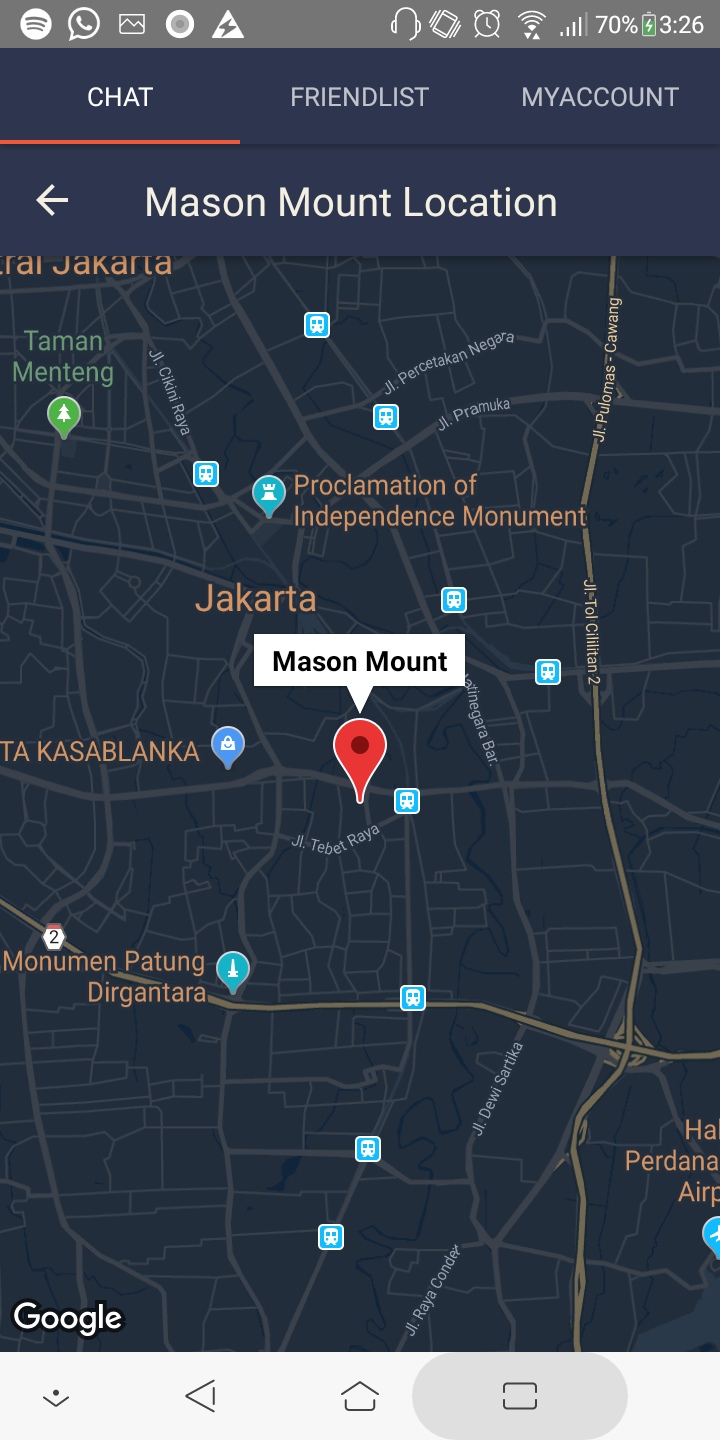 70% 3:26
CHAT FRIENDLIST MYACCOUNT
Mason Mount Location
tral Jakarta
Taman
Menteng
Jl. Cikini Raya
Jl. Percetakan Negara
Jl. Pramuka
Jl. Pulomas - Cawang
Proclamation of
Independence Monument
Jakarta
Jl. Tol Cililitan 2
Mason Mount
Jatinegara Bar.
TA KASABLANKA
Jl. Tebet Raya
2
Monumen Patung
Dirgantara
Jl. Dewi Sartika
Hal
Perdana
Airp
Jl. Raya Condet
Google